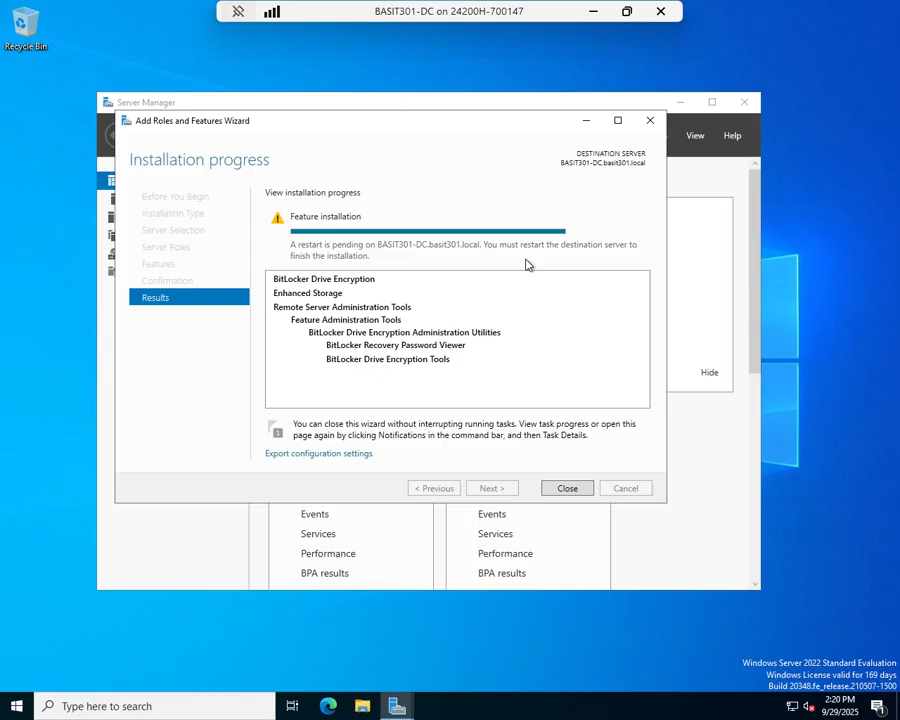 BASIT301-DC on 24200H-700147
Recycle Bin
Server Manager
Add Roles and Features Wizard
View
Help
Installation progress
DESTINATION SERVER
BASIT301-DC.basit301.local
Before You Begin
Installation Type
Server Selection
Server Roles
Features
Confirmation
Results
View installation progress
Feature installation
A restart is pending on BASIT301-DC.basit301.local. You must restart the destination server to
finish the installation.
BitLocker Drive Encryption
Enhanced Storage
Remote Server Administration Tools
Feature Administration Tools
BitLocker Drive Encryption Administration Utilities
BitLocker Recovery Password Viewer
BitLocker Drive Encryption Tools
Hide
1
You can close this wizard without interrupting running tasks. View task progress or open this
page again by clicking Notifications in the command bar, and then Task Details.
Export configuration settings
< Previous
Next >
Close
Cancel
Events
Services
Performance
BPA results
Events
Services
Performance
BPA results
Windows Server 2022 Standard Evaluation
Windows License valid for 169 days
Build 20348.fe_release.210507-1500
Type here to search
2:20 PM
9/29/2025
1